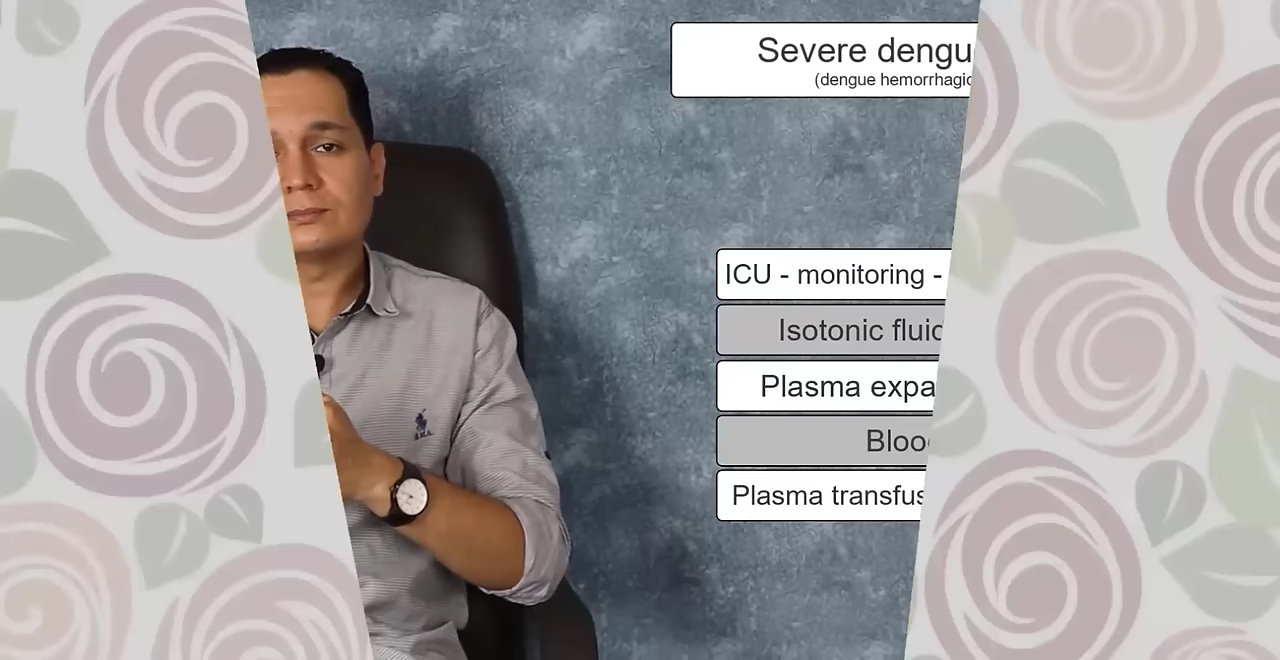 Severe dengu
(dengue hemorrhagic
ICU - monitoring -
Isotonic fluid
Plasma expa
Blood
Plasma transfus